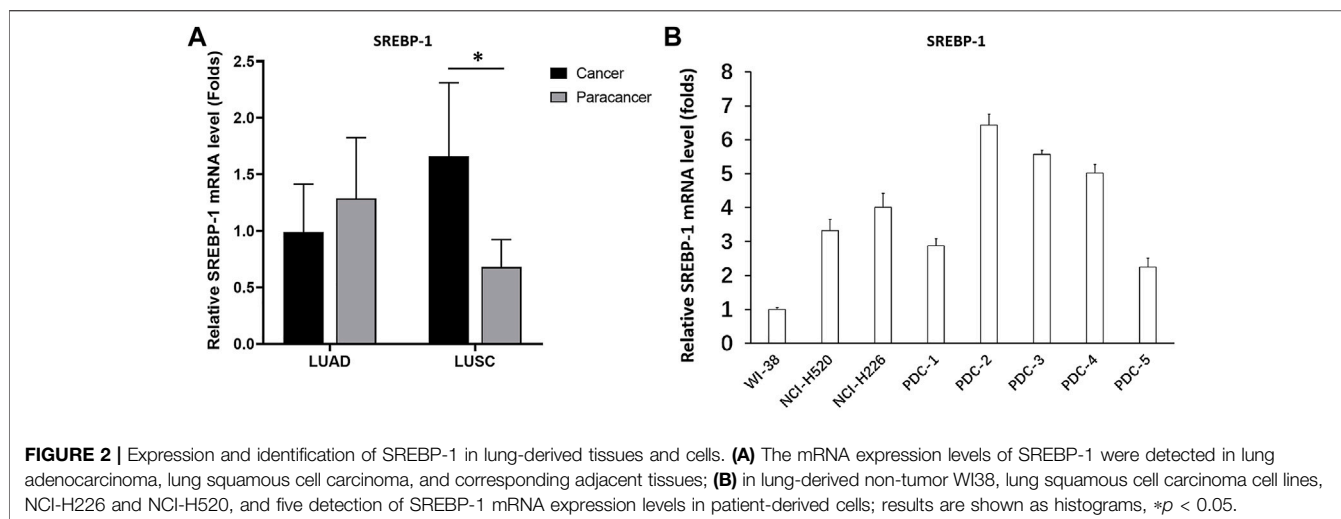 A
SREBP-1
Relative SREBP-1 mRNA level (Folds)
2.5
2.0
1.5
1.0
0.5
0.0
*
Cancer
Paracancer
LUAD
LUSC
B
SREBP-1
Relative SREBP-1 mRNA level (folds)
8
7
6
5
4
3
2
1
0
WI-38
NCI-H520
NCI-H226
PDC-1
PDC-2
PDC-3
PDC-4
PDC-5
FIGURE 2 | Expression and identification of SREBP-1 in lung-derived tissues and cells. (A) The mRNA expression levels of SREBP-1 were detected in lung
adenocarcinoma, lung squamous cell carcinoma, and corresponding adjacent tissues; (B) in lung-derived non-tumor WI38, lung squamous cell carcinoma cell lines,
NCI-H226 and NCI-H520, and five detection of SREBP-1 mRNA expression levels in patient-derived cells; results are shown as histograms, *p < 0.05.